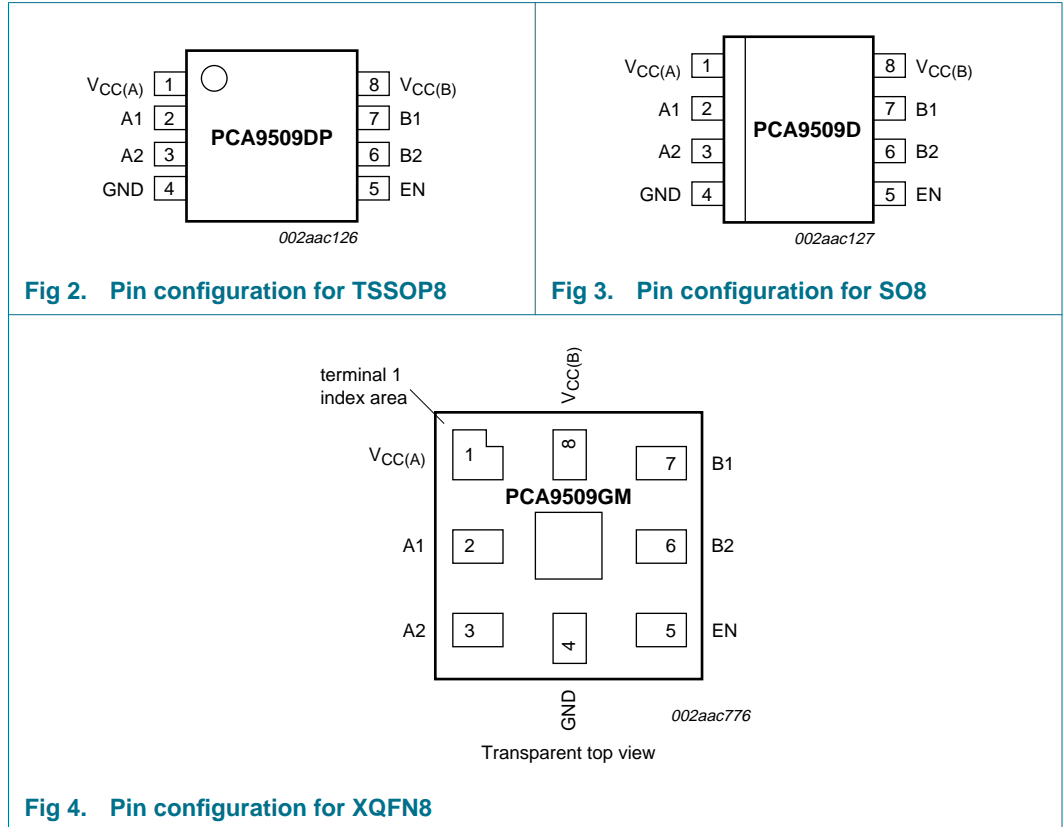 VCC(A) 1 8 VCC(B)
A1 2 7 B1
PCA9509DP
A2 3 6 B2
GND 4 5 EN
002aac126
Fig 2. Pin configuration for TSSOP8
VCC(A) 1 8 VCC(B)
A1 2 7 B1
PCA9509D
A2 3 6 B2
GND 4 5 EN
002aac127
Fig 3. Pin configuration for SO8
terminal 1
index area
VCC(B)
VCC(A) 1 8 7 B1
PCA9509GM
A1 2 6 B2
A2 3 4 5 EN
GND
002aac776
Transparent top view
Fig 4. Pin configuration for XQFN8